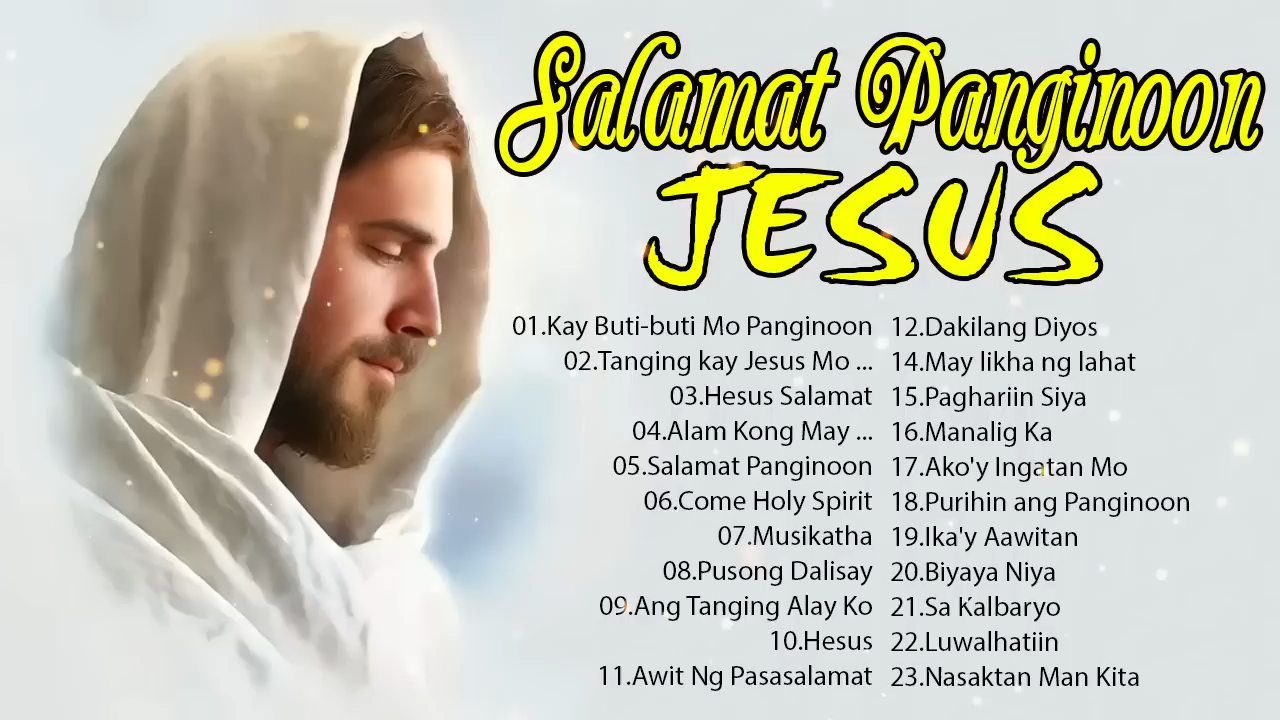 Salamat Panginoon
JESUS
01.Kay Buti-buti Mo Panginoon
02.Tanging kay Jesus Mo ...
03.Hesus Salamat
04.Alam Kong May ...
05.Salamat Panginoon
06.Come Holy Spirit
07.Musikatha
08.Pusong Dalisay
09.Ang Tanging Alay Ko
10.Hesus
11.Awit Ng Pasasalamat
12.Dakilang Diyos
14.May likha ng lahat
15.Paghariin Siya
16.Manalig Ka
17.Ako'y Ingatan Mo
18.Purihin ang Panginoon
19.Ika'y Aawitan
20.Biyaya Niya
21.Sa Kalbaryo
22.Luwalhatiin
23.Nasaktan Man Kita